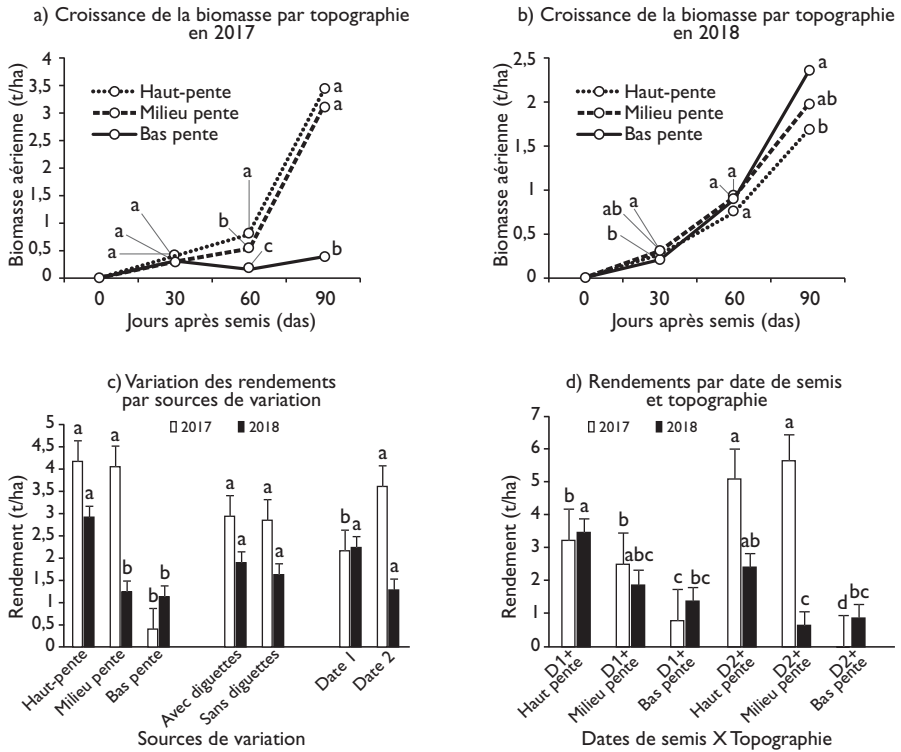 a) Croissance de la biomasse par topographie
en 2017
Biomasse aérienne (t/ha)
4
3,5
3
2,5
2
1,5
1
0,5
0
Haut-pente
Milieu pente
Bas pente
a
a
a
a
b
c
a
a
b
0
30
60
90
Jours après semis (das)
b) Croissance de la biomasse par topographie
en 2018
Biomasse aérienne (t/ha)
2,5
2
1,5
1
0,5
0
Haut-pente
Milieu pente
Bas pente
a
ab
b
a
a
a
a
ab
b
0
30
60
90
Jours après semis (das)
c) Variation des rendements
par sources de variation
Rendement (t/ha)
5
4,5
4
3,5
3
2,5
2
1,5
1
0,5
0
2017
2018
a
a
a
b
b
b
a
a
a
a
b
a
a
a
Haut-pente
Milieu pente
Bas pente
Avec diguettes
Sans diguettes
Date 1
Date 2
Sources de variation
d) Rendements par date de semis
et topographie
Rendement (t/ha)
7
6
5
4
3
2
1
0
2017
2018
b
a
b
abc
c
bc
a
ab
a
c
d
bc
D1+
Haut pente
D1+
Milieu pente
D1+
Bas pente
D2+
Haut pente
D2+
Milieu pente
D2+
Bas pente
Dates de semis X Topographie